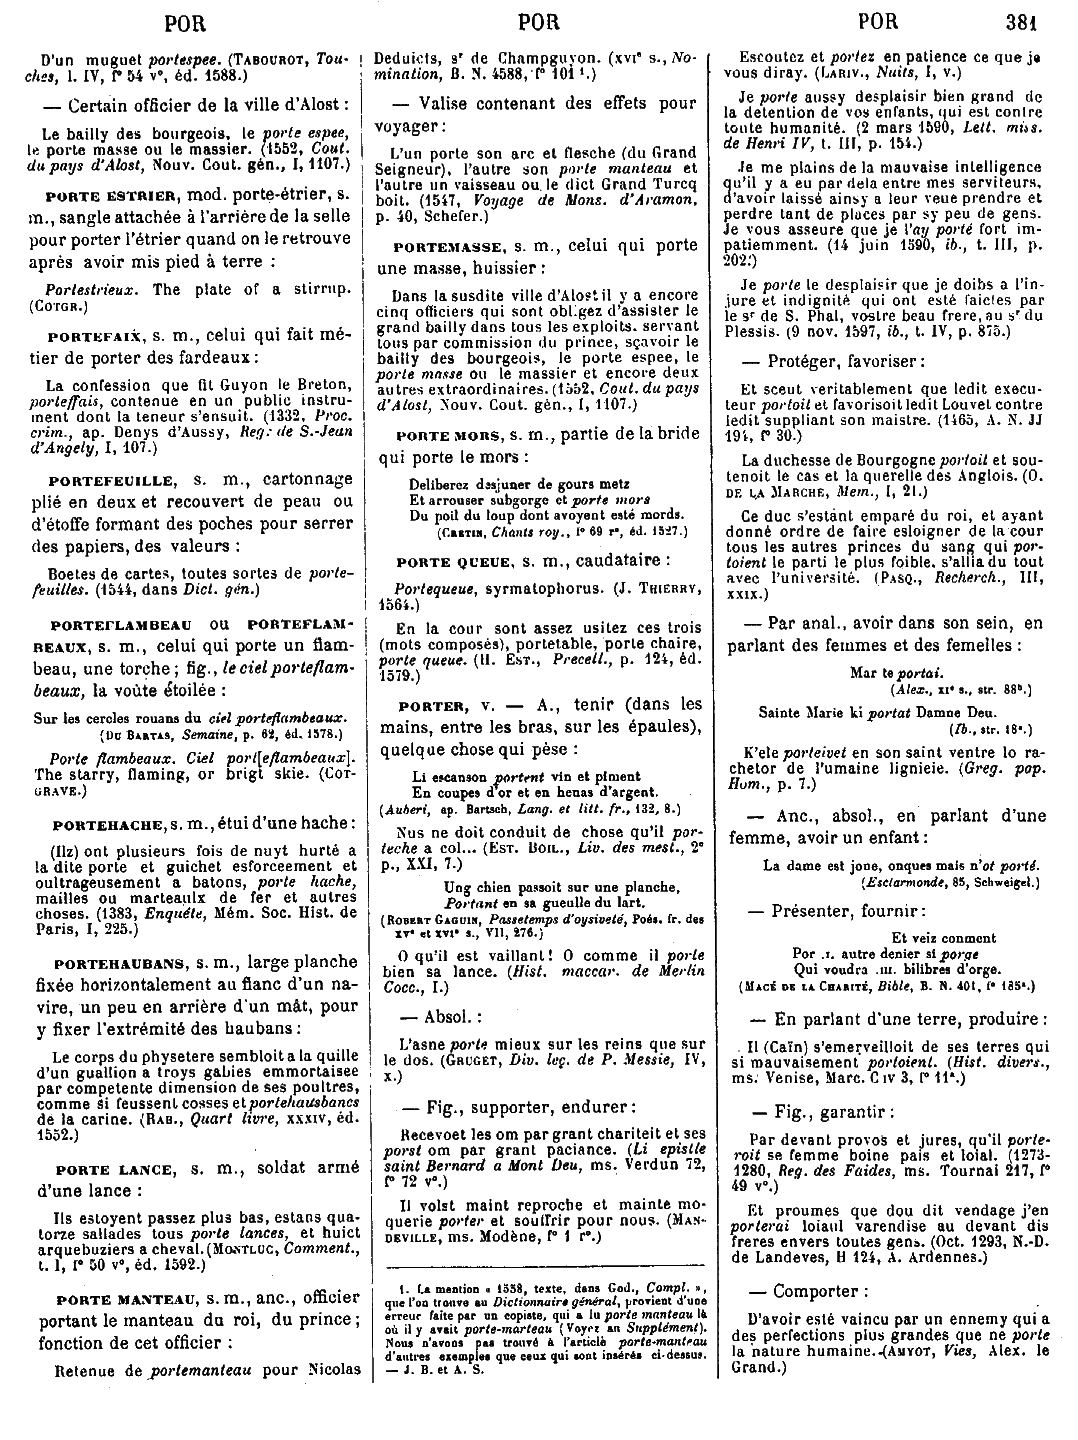 POR
POR
POR 381
D'un muguet portespee. (TABOUROT, Tou-
ches, l. IV, f° 54 v°, éd. 1588.)
— Certain officier de la ville d'Alost :
Le bailly des bourgeois, le porte espee,
le porte masse ou le massier. (1552, Cout.
du pays d'Alost, Nouv. Cout. gén., I, 1107.)
PORTE ESTRIER, mod. porte-étrier, s.
m., sangle attachée à l'arrière de la selle
pour porter l'étrier quand on le retrouve
après avoir mis pied à terre :
Portestrieux. The plate of a stirrup.
(COTGR.)
PORTEFAIX, s. m., celui qui fait mé-
tier de porter des fardeaux :
La confession que fit Guyon le Breton,
porteffais, contenue en un public instru-
ment dont la teneur s'ensuit. (1332, Proc.
crim., ap. Denys d'Aussy, Reg. de S.-Jean
d'Angely, I, 107.)
PORTEFEUILLE, s. m., cartonnage
plié en deux et recouvert de peau ou
d'étoffe formant des poches pour serrer
des papiers, des valeurs :
Boetes de cartes, toutes sortes de porte-
feuilles. (1544, dans Dict. gén.)
PORTEFLAMBEAU ou PORTEFLAM-
BEAUX, s. m., celui qui porte un flam-
beau, une torche ; fig., le ciel porteflam-
beaux, la voûte étoilée :
Sur les cercles rouans du ciel porteflambeaux.
(DU BARTAS, Semaine, p. 62, éd. 1578.)
Porte flambeaux. Ciel port[eflambeaux].
The starry, flaming, or brigt skie. (COT-
GRAVE.)
PORTEHACHE, s. m., étui d'une hache :
(Ilz) ont plusieurs fois de nuyt hurté a
la dite porte et guichet esforceement et
oultrageusement a batons, porte hache,
mailles ou marteaulx de fer et autres
choses. (1383, Enquête, Mém. Soc. Hist. de
Paris, I, 225.)
PORTEHAUBANS, s. m., large planche
fixée horizontalement au flanc d'un na-
vire, un peu en arrière d'un mât, pour
y fixer l'extrémité des haubans :
Le corps du physetere sembloit a la quille
d'un guallion a troys gabies emmortaisee
par competente dimension de ses poultres,
comme si feussent cosses et portehausbancs
de la carine. (RAB., Quart livre, XXXIV, éd.
1552.)
PORTE LANCE, s. m., soldat armé
d'une lance :
Ils estoyent passez plus bas, estans qua-
torze sallades tous porte lances, et huict
arquebuziers a cheval. (MONTLUC, Comment.,
t. I, f° 50 v°, éd. 1592.)
PORTE MANTEAU, s. m., anc., officier
portant le manteau du roi, du prince ;
fonction de cet officier :
Retenue de portemanteau pour Nicolas
Deduicts, sr de Champguyon. (XVIe s., No-
mination, B. N. 4588, f° 101 1.)
— Valise contenant des effets pour
voyager :
L'un porte son arc et flesche (du Grand
Seigneur), l'autre son porte manteau et
l'autre un vaisseau ou le dict Grand Turcq
boit. (1547, Voyage de Mons. d'Aramon,
p. 40, Schefer.)
PORTEMASSE, s. m., celui qui porte
une masse, huissier :
Dans la susdite ville d'Alost il y a encore
cinq officiers qui sont obligez d'assister le
grand bailly dans tous les exploits, servant
tous par commission du prince, sçavoir le
bailly des bourgeois, le porte espee, le
porte masse ou le massier et encore deux
autres extraordinaires. (1552, Cout. du pays
d'Alost, Nouv. Cout. gén., I, 1107.)
PORTE MORS, s. m., partie de la bride
qui porte le mors :
Deliberez desjuner de gours metz
Et arrouser subgorge et porte mors
Du poil du loup dont avoyent esté mords.
(CRETIN, Chants roy., f° 69 r°, éd. 1527.)
PORTE QUEUE, s. m., caudataire :
Portequeue, syrmatophorus. (J. THIERRY,
1564.)
En la cour sont assez usitez ces trois
(mots composés), portetable, porte chaire,
porte queue. (H. EST., Precell., p. 124, éd.
1579.)
PORTER, v. — A., tenir (dans les
mains, entre les bras, sur les épaules),
quelque chose qui pèse :
Li escanson portent vin et piment
En coupes d'or et en henas d'argent.
(Auberi, ap. Bartsch, Lang. et litt. fr., 132, 8.)
Nus ne doit conduit de chose qu'il por-
teche a col... (EST. BOIL., Liv. des mest., 2e
p., XXI, 7.)
Ung chien passoit sur une planche,
Portant en sa gueulle du lart.
(ROBERT GAGUIN, Passetemps d'oysiveté, Poés. fr. des
XVe et XVIe s., VII, 276.)
O qu'il est vaillant! O comme il porte
bien sa lance. (Hist. maccar. de Merlin
Cocc., I.)
— Absol. :
L'asne porte mieux sur les reins que sur
le dos. (GRUGET, Div. leç. de P. Messie, IV,
X.)
— Fig., supporter, endurer :
Recevoet les om par grant chariteit et ses
porst om par grant paciance. (Li epistle
saint Bernard a Mont Deu, ms. Verdun 72,
f° 72 v°.)
Il volst maint reproche et mainte mo-
querie porter et souffrir pour nous. (MAN-
DEVILLE, ms. Modène, f° 1 r°.)
1. La mention « 1558, texte, dans God., Compl. »,
que l'on trouve au Dictionnaire général, provient d'une
erreur faite par un copiste, qui a lu porte manteau là
où il y avait porte-marteau (Voyez au Supplément).
Nous n'avons pas trouvé à l'article porte-manteau
d'autres exemples que ceux qui sont insérés ci-dessus.
— J. B. et A. S.
Escoutez et portez en patience ce que je
vous diray. (LARIV., Nuits, I, v.)
Je porte aussy desplaisir bien grand de
la detention de vos enfants, qui est contre
toute humanité. (2 mars 1590, Lett. miss.
de Henri IV, t. III, p. 154.)
Je me plains de la mauvaise intelligence
qu'il y a eu par dela entre mes serviteurs,
d'avoir laissé ainsy a leur veue prendre et
perdre tant de places par sy peu de gens.
Je vous asseure que je l'ay porté fort im-
patiemment. (14 juin 1590, ib., t. III, p.
202.)
Je porte le desplaisir que je doibs a l'in-
jure et indignité qui ont esté faictes par
le sr de S. Phal, vostre beau frere, au sr du
Plessis. (9 nov. 1597, ib., t. IV, p. 875.)
— Protéger, favoriser :
Et sceut veritablement que ledit execu-
teur portoit et favorisoit ledit Louvet contre
ledit suppliant son maistre. (1465, A. N. JJ
194, f° 30.)
La duchesse de Bourgogne portoit et sou-
tenoit le cas et la querelle des Anglois. (O.
DE LA MARCHE, Mem., I, 21.)
Ce duc s'estant emparé du roi, et ayant
donné ordre de faire esloigner de la cour
tous les autres princes du sang qui por-
toient le parti le plus foible, s'allia du tout
avec l'université. (PASQ., Recherch., III,
XXIX.)
— Par anal., avoir dans son sein, en
parlant des femmes et des femelles :
Mar te portai.
(Alex., XIe s., str. 88b.)
Sainte Marie ki portat Damne Deu.
(Ib., str. 18e.)
K'ele porteivet en son saint ventre lo ra-
chetor de l'umaine lignieie. (Greg. pap.
Hom., p. 7.)
— Anc., absol., en parlant d'une
femme, avoir un enfant :
La dame est jone, onques mais n'ot porté.
(Esclarmonde, 85, Schweigel.)
— Présenter, fournir :
Et veiz conment
Por .I. autre denier si porge
Qui voudra .III. bilibres d'orge.
(MACÉ DE LA CHARITÉ, Bible, B. N. 401, f° 185a.)
— En parlant d'une terre, produire :
Il (Caïn) s'emerveilloit de ses terres qui
si mauvaisement portoient. (Hist. divers.,
ms. Venise, Marc. CIV 3, f° 11a.)
— Fig., garantir :
Par devant provos et jures, qu'il porte-
roit se femme boine pais et loial. (1273-
1280, Reg. des Faides, ms. Tournai 217, f°
49 v°.)
Et proumes que dou dit vendage j'en
porterai loiaul varendise au devant dis
freres envers toutes gens. (Oct. 1293, N.-D.
de Landeves, H 124, A. Ardennes.)
— Comporter :
D'avoir esté vaincu par un ennemy qui a
des perfections plus grandes que ne porte
la nature humaine. (AMYOT, Vies, Alex. le
Grand.)